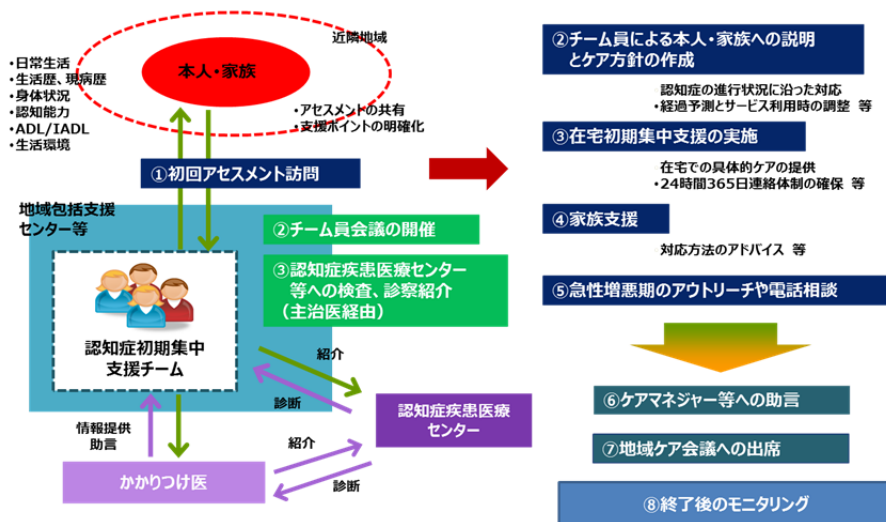 近隣地域
本人・家族
・日常生活
・生活歴、現病歴
・身体状況
・認知能力
・ADL/IADL
・生活環境
・アセスメントの共有
・支援ポイントの明確化
①初回アセスメント訪問
地域包括支援
センター等
②チーム員会議の開催
③認知症疾患医療センター
等への検査、診察紹介
（主治医経由）
認知症初期集中
支援チーム
紹介
診断
情報提供
助言
認知症疾患医療
センター
紹介
診断
かかりつけ医
②チーム員による本人・家族への説明
とケア方針の作成
認知症の進行状況に沿った対応
・経過予測とサービス利用時の調整 等
③在宅初期集中支援の実施
在宅での具体的ケアの提供
・24時間365日連絡体制の確保 等
④家族支援
対応方法のアドバイス 等
⑤急性増悪期のアウトリーチや電話相談
⑥ケアマネジャー等への助言
⑦地域ケア会議への出席
⑧終了後のモニタリング